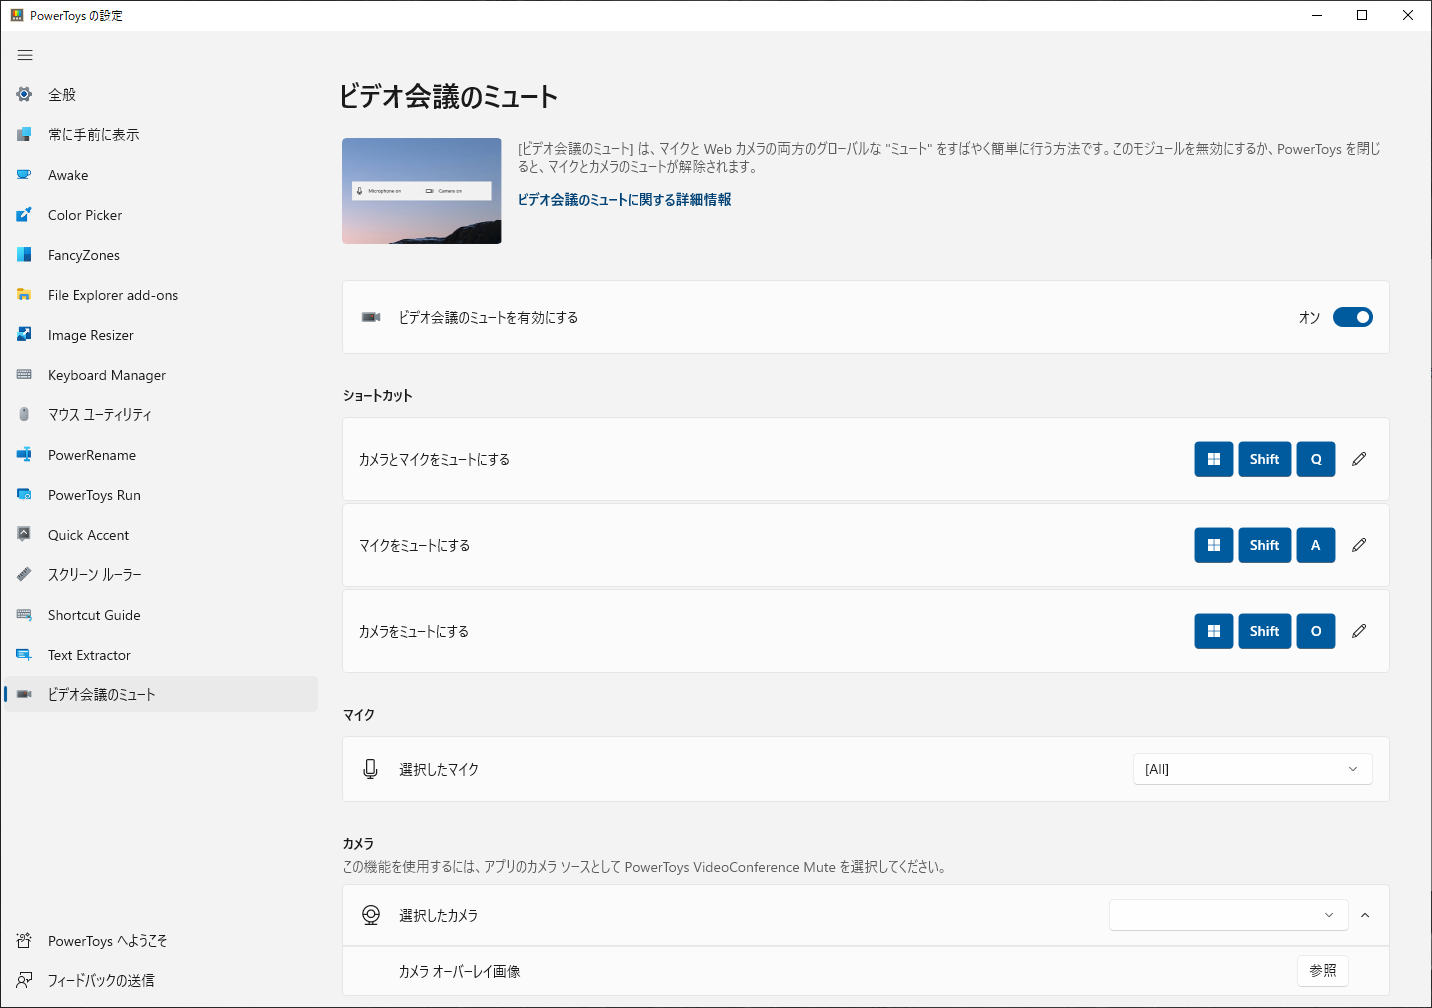 PowerToys の設定
全般
常に手前に表示
Awake
Color Picker
FancyZones
File Explorer add-ons
Image Resizer
Keyboard Manager
マウス ユーティリティ
PowerRename
PowerToys Run
Quick Accent
スクリーン ルーラー
Shortcut Guide
Text Extractor
ビデオ会議のミュート
PowerToys へようこそ
フィードバックの送信
ビデオ会議のミュート
Microphone on
Camera on
[ビデオ会議のミュート] は、マイクと Web カメラの両方のグローバルな "ミュート" をすばやく簡単に行う方法です。このモジュールを無効にするか、PowerToys を閉じ
ると、マイクとカメラのミュートが解除されます。
ビデオ会議のミュートに関する詳細情報
ビデオ会議のミュートを有効にする
オン
ショートカット
カメラとマイクをミュートにする
Shift
Q
マイクをミュートにする
Shift
A
カメラをミュートにする
Shift
O
マイク
選択したマイク
[All]
カメラ
この機能を使用するには、アプリのカメラ ソースとして PowerToys VideoConference Mute を選択してください。
選択したカメラ
カメラ オーバーレイ画像
参照